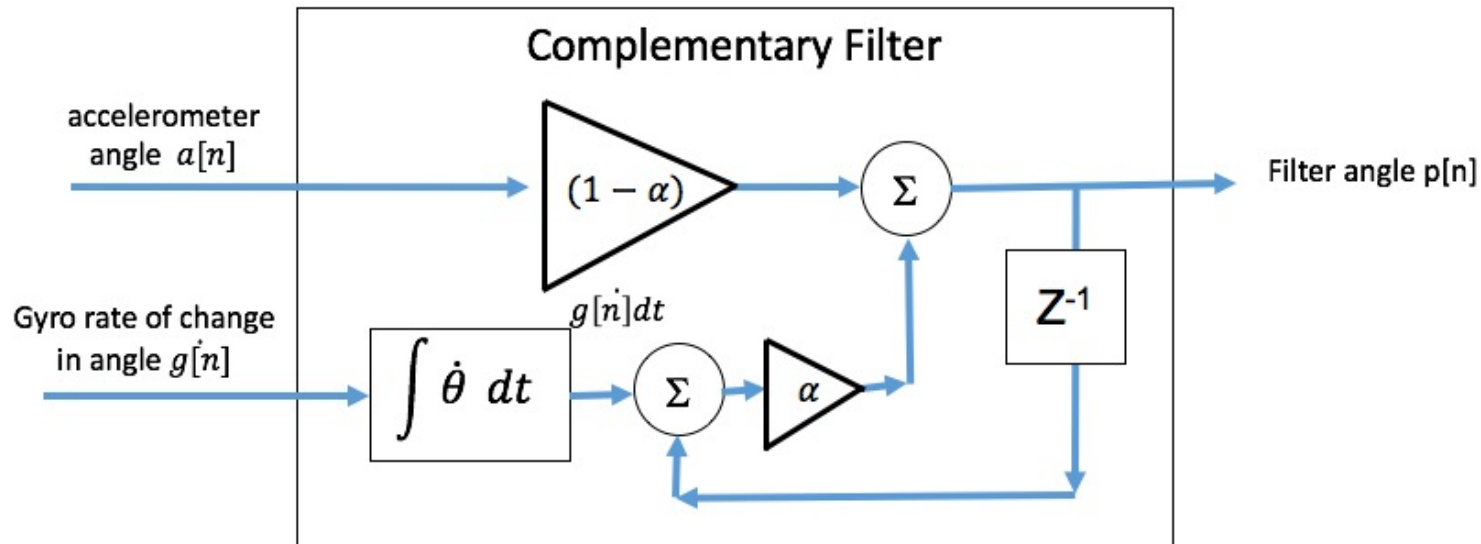 Complementary Filter
accelerometer
angle a[n]
(1 − α)
Σ
Filter angle p[n]
Z⁻¹
g[ṅ]dt
Gyro rate of change
in angle g[ṅ]
∫ θ̇ dt
Σ
α